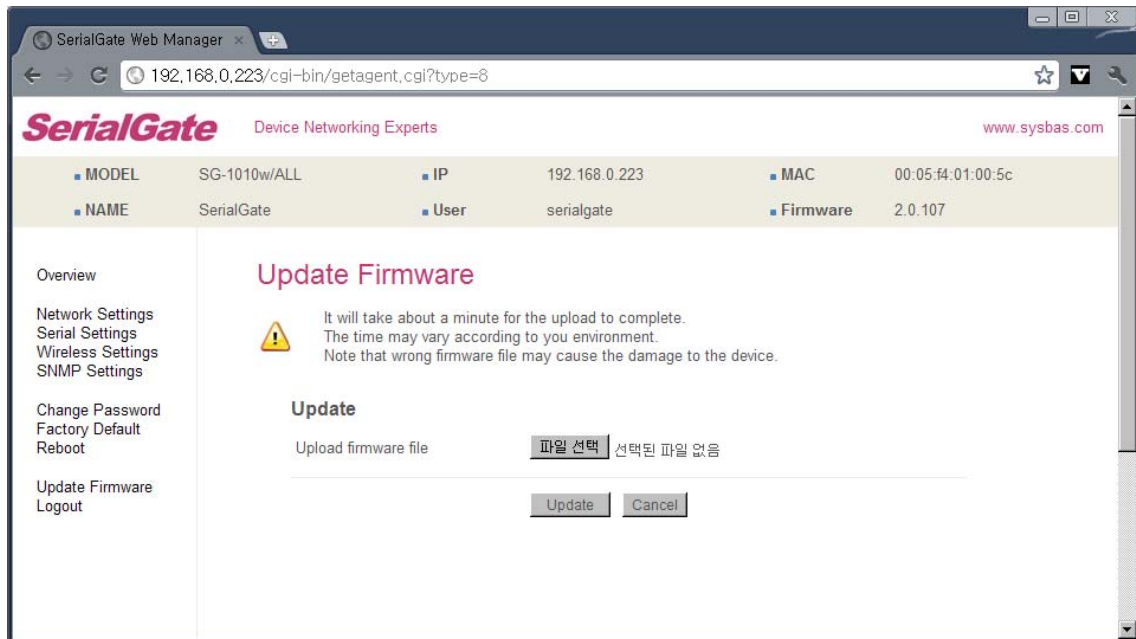 SerialGate Web Manager
192,168,0,223/cgi-bin/getagent,cgi?type=8
SerialGate Device Networking Experts www.sysbas.com
MODEL SG-1010w/ALL IP 192.168.0.223 MAC 00:05:f4:01:00:5c
NAME SerialGate User serialgate Firmware 2.0.107
Overview
Network Settings
Serial Settings
Wireless Settings
SNMP Settings
Change Password
Factory Default
Reboot
Update Firmware
Logout
Update Firmware
It will take about a minute for the upload to complete.
The time may vary according to you environment.
Note that wrong firmware file may cause the damage to the device.
Update
Upload firmware file 파일 선택 선택된 파일 없음
Update Cancel